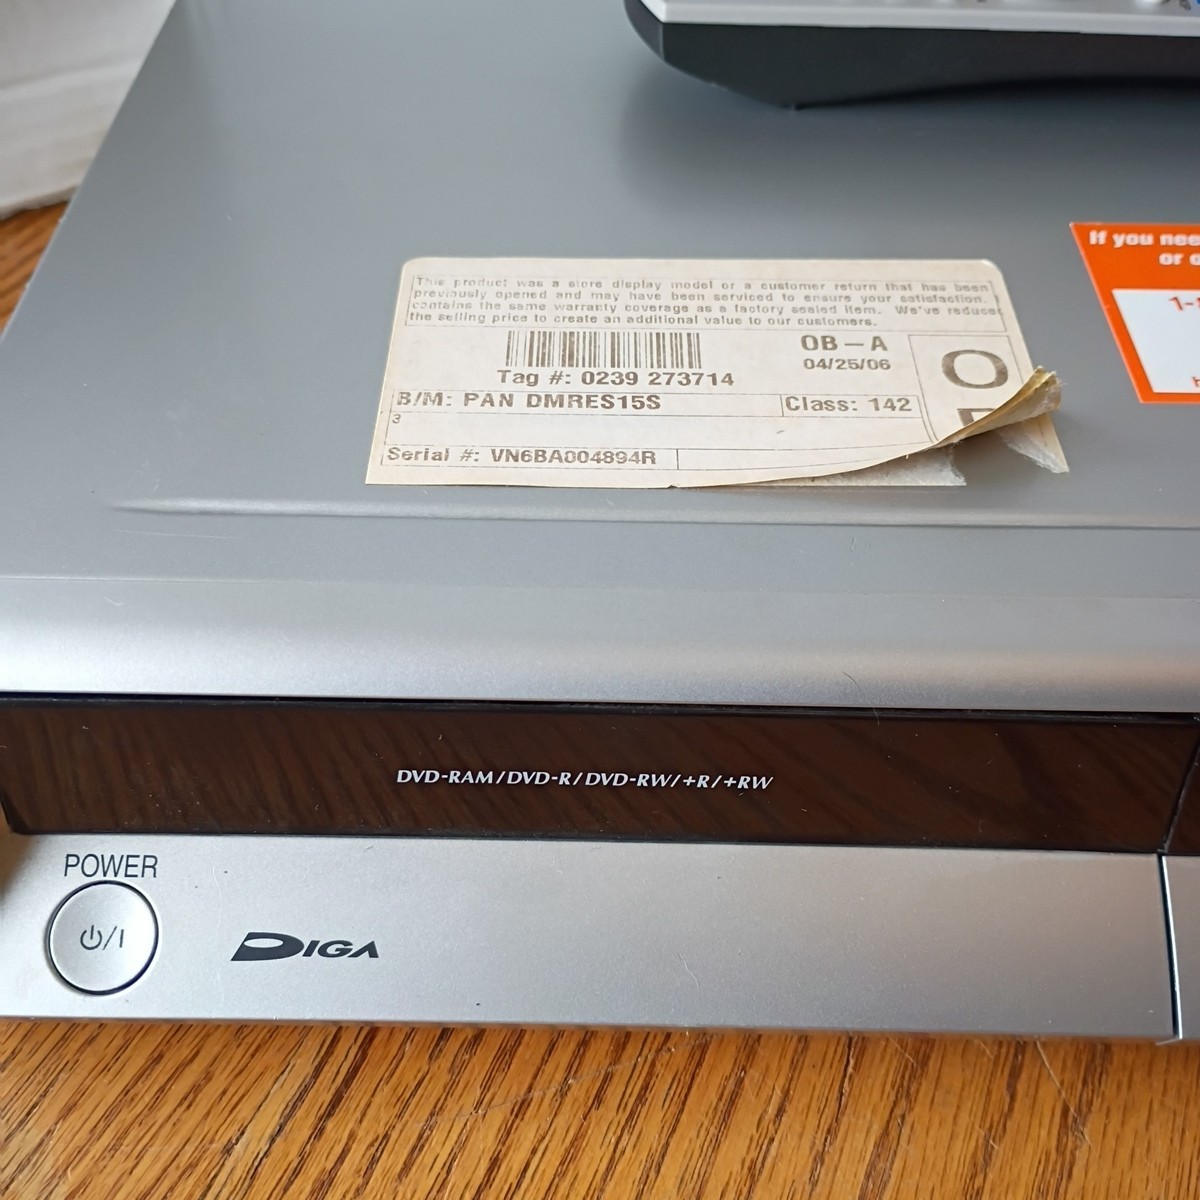 If you nee
or o
1-
This product was a store display model or a customer return that has been
previously opened and may have been serviced to ensure your satisfaction.
contains the same warranty coverage as a factory sealed item. We've reduced
the selling price to create an additional value to our customers.
OB-A
04/25/06
O
Tag #: 0239 273714
B/M: PAN DMRES15S
Class: 142
3
Serial #: VN6BA004894R
DVD-RAM/DVD-R/DVD-RW/+R/+RW
POWER
⏻/I
DIGA